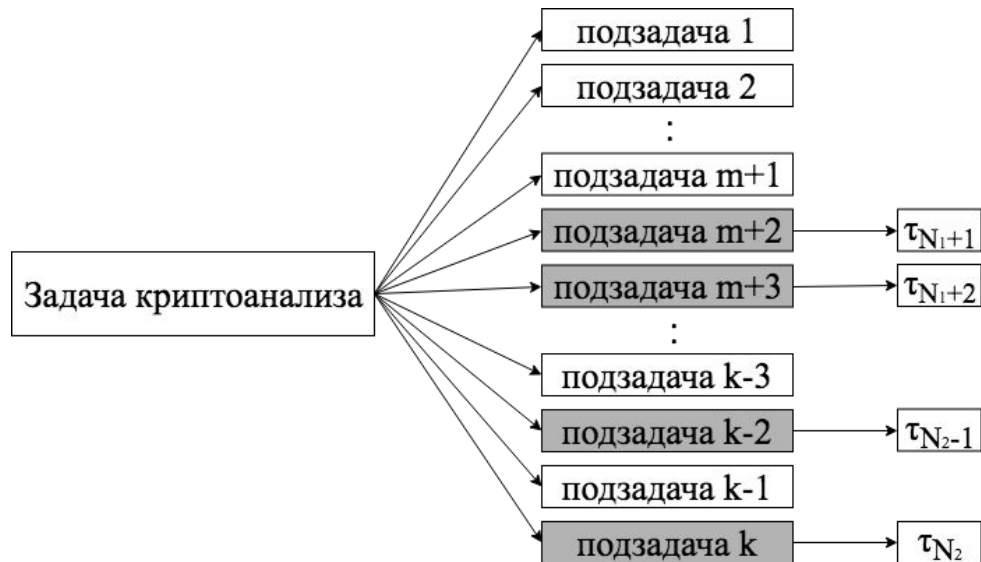 подзадача 1
подзадача 2
⋮
подзадача m+1
подзадача m+2 τN₁+1
Задача криптоанализа
подзадача m+3 τN₁+2
⋮
подзадача k-3
подзадача k-2 τN₂-1
подзадача k-1
подзадача k τN₂